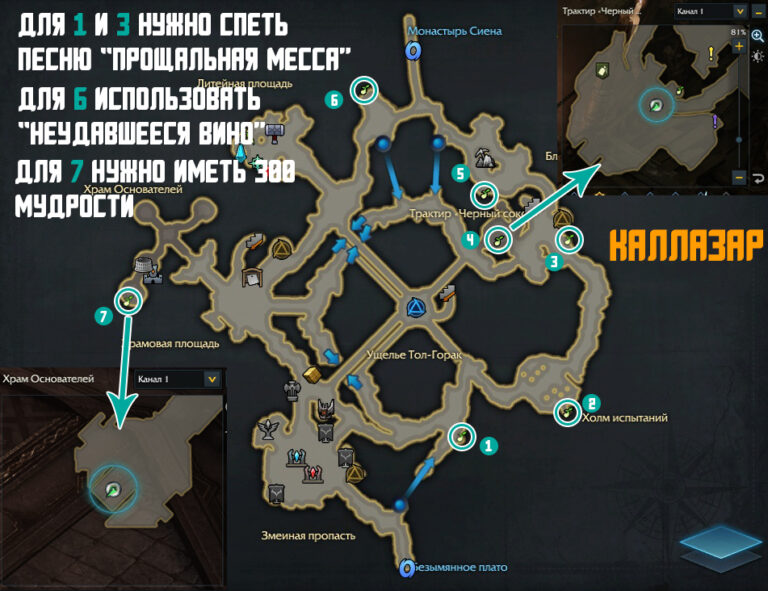 ДЛЯ 1 И 3 НУЖНО СПЕТЬ
ПЕСНЮ "ПРОЩАЛЬНАЯ МЕССА"
ДЛЯ 6 ИСПОЛЬЗОВАТЬ
"НЕУДАВШЕЕСЯ ВИНО"
ДЛЯ 7 НУЖНО ИМЕТЬ 300
МУДРОСТИ
Трактир «Черный ...
Канал 1
81%
Монастырь Сиена
Литейная площадь
6
5
Бл
Храм Основателей
Трактир «Черный сок
4
3
КАЛЛАЗАР
7
Храмовая площадь
Ущелье Тол-Горак
Храм Основателей
Канал 1
2
Холм испытаний
1
Змеиная пропасть
Безымянное плато